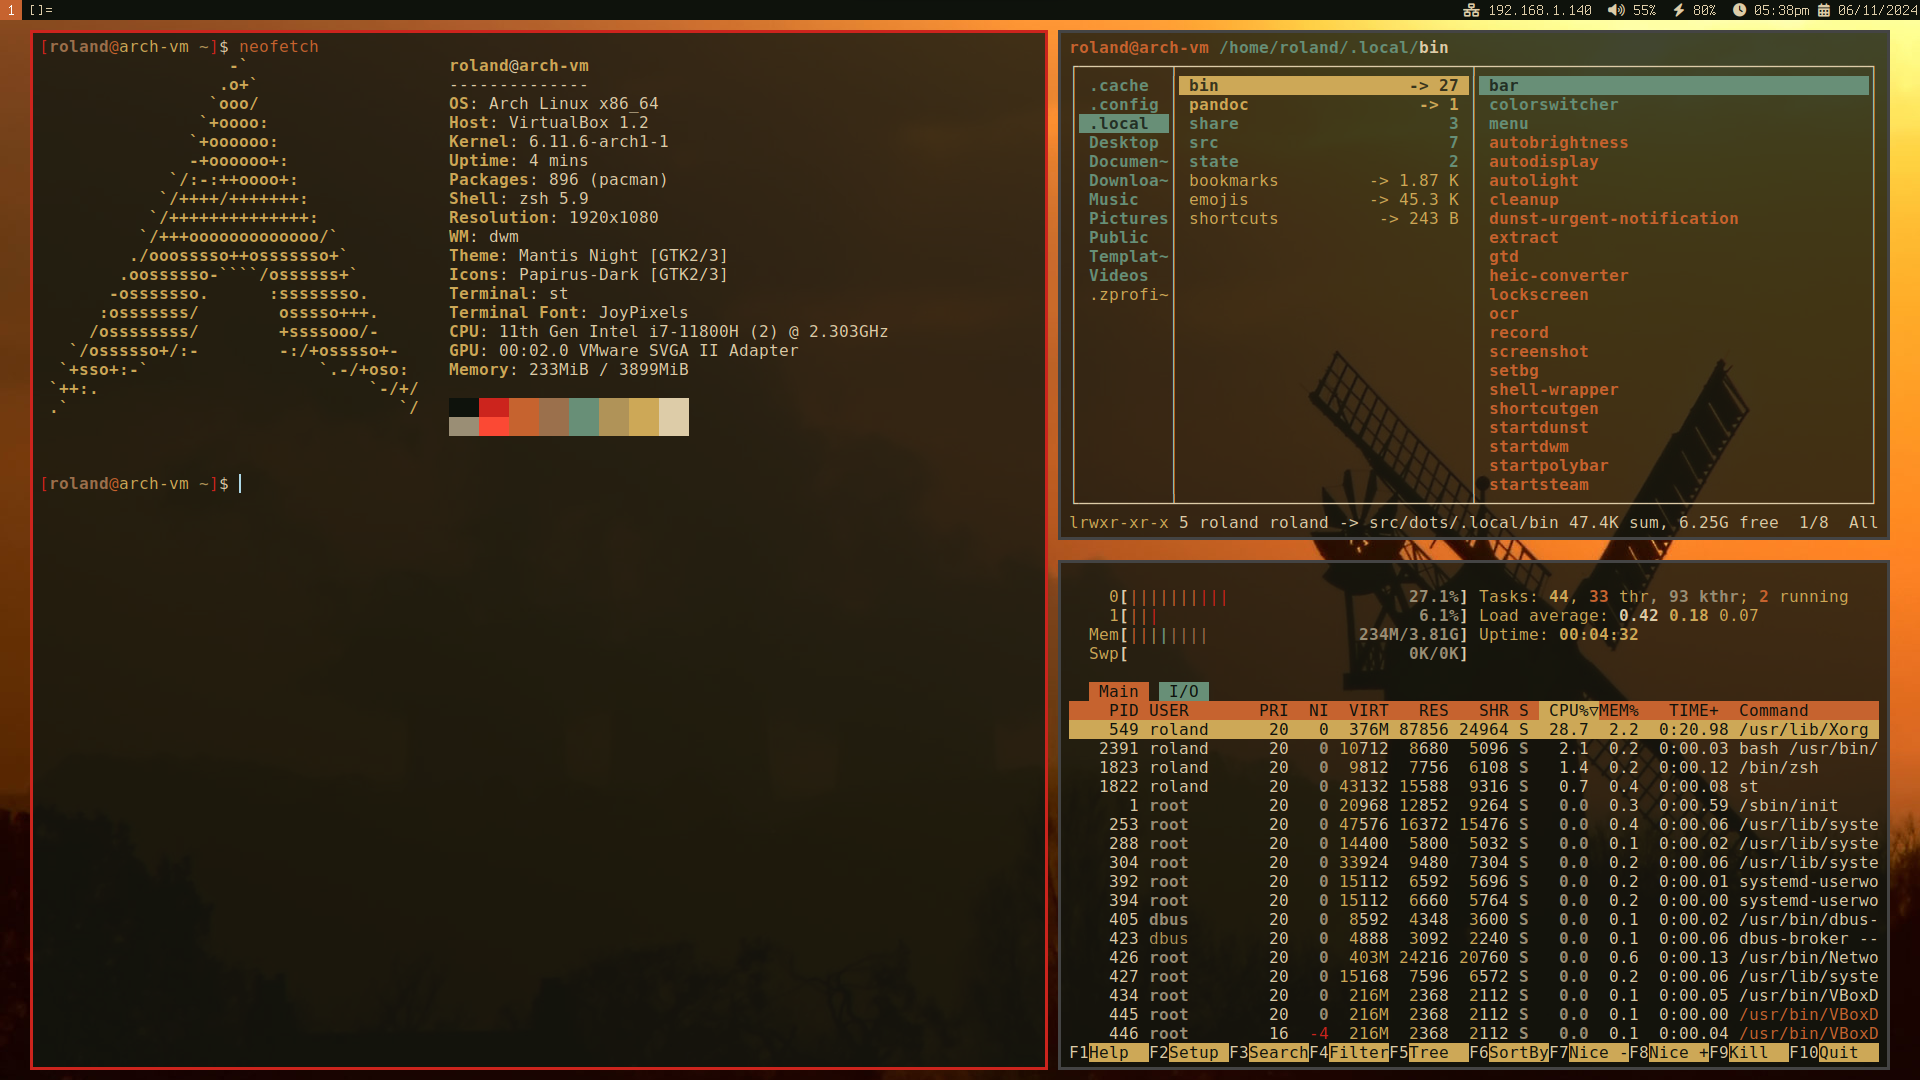 1 []= 192.168.1.140 55% 80% 05:38pm 06/11/2024
[roland@arch-vm ~]$ neofetch
-`
.o+`
`ooo/
`+oooo:
`+oooooo:
-+oooooo+:
`/:-:++oooo+:
`/++++/+++++++:
`/++++++++++++++:
`/+++ooooooooooooo/`
./ooosssso++osssssso+`
.oossssso-````/ossssss+`
-osssssso. :ssssssso.
:osssssss/ osssso+++.
/ossssssss/ +ssssooo/-
`/ossssso+/:- -:/+osssso+-
`+sso+:-` `.-/+oso:
`++:. `-/+/
.` `/
roland@arch-vm
--------------
OS: Arch Linux x86_64
Host: VirtualBox 1.2
Kernel: 6.11.6-arch1-1
Uptime: 4 mins
Packages: 896 (pacman)
Shell: zsh 5.9
Resolution: 1920x1080
WM: dwm
Theme: Mantis Night [GTK2/3]
Icons: Papirus-Dark [GTK2/3]
Terminal: st
Terminal Font: JoyPixels
CPU: 11th Gen Intel i7-11800H (2) @ 2.303GHz
GPU: 00:02.0 VMware SVGA II Adapter
Memory: 233MiB / 3899MiB
[roland@arch-vm ~]$
roland@arch-vm /home/roland/.local/bin
.cache
.config
.local
Desktop
Documen~
Downloa~
Music
Pictures
Public
Templat~
Videos
.zprofi~
bin -> 27
pandoc -> 1
share 3
src 7
state 2
bookmarks -> 1.87 K
emojis -> 45.3 K
shortcuts -> 243 B
bar
colorswitcher
menu
autobrightness
autodisplay
autolight
cleanup
dunst-urgent-notification
extract
gtd
heic-converter
lockscreen
ocr
record
screenshot
setbg
shell-wrapper
shortcutgen
startdunst
startdwm
startpolybar
startsteam
lrwxr-xr-x 5 roland roland -> src/dots/.local/bin 47.4K sum, 6.25G free 1/8 All
0[|||||||||| 27.1%] Tasks: 44, 33 thr, 93 kthr; 2 running
1[||| 6.1%] Load average: 0.42 0.18 0.07
Mem[|||||||| 234M/3.81G] Uptime: 00:04:32
Swp[ 0K/0K]
Main I/O
PID USER PRI NI VIRT RES SHR S CPU%▽MEM% TIME+ Command
549 roland 20 0 376M 87856 24964 S 28.7 2.2 0:20.98 /usr/lib/Xorg
2391 roland 20 0 10712 8680 5096 S 2.1 0.2 0:00.03 bash /usr/bin/
1823 roland 20 0 9812 7756 6108 S 1.4 0.2 0:00.12 /bin/zsh
1822 roland 20 0 43132 15588 9316 S 0.7 0.4 0:00.08 st
1 root 20 0 20968 12852 9264 S 0.0 0.3 0:00.59 /sbin/init
253 root 20 0 47576 16372 15476 S 0.0 0.4 0:00.06 /usr/lib/syste
288 root 20 0 14400 5800 5032 S 0.0 0.1 0:00.02 /usr/lib/syste
304 root 20 0 33924 9480 7304 S 0.0 0.2 0:00.06 /usr/lib/syste
392 root 20 0 15112 6592 5696 S 0.0 0.2 0:00.01 systemd-userwo
394 root 20 0 15112 6660 5764 S 0.0 0.2 0:00.00 systemd-userwo
405 dbus 20 0 8592 4348 3600 S 0.0 0.1 0:00.02 /usr/bin/dbus-
423 dbus 20 0 4888 3092 2240 S 0.0 0.1 0:00.06 dbus-broker --
426 root 20 0 403M 24216 20760 S 0.0 0.6 0:00.13 /usr/bin/Netwo
427 root 20 0 15168 7596 6572 S 0.0 0.2 0:00.06 /usr/lib/syste
434 root 20 0 216M 2368 2112 S 0.0 0.1 0:00.05 /usr/bin/VBoxD
445 root 20 0 216M 2368 2112 S 0.0 0.1 0:00.00 /usr/bin/VBoxD
446 root 16 -4 216M 2368 2112 S 0.0 0.1 0:00.04 /usr/bin/VBoxD
F1Help F2Setup F3SearchF4FilterF5Tree F6SortByF7Nice -F8Nice +F9Kill F10Quit